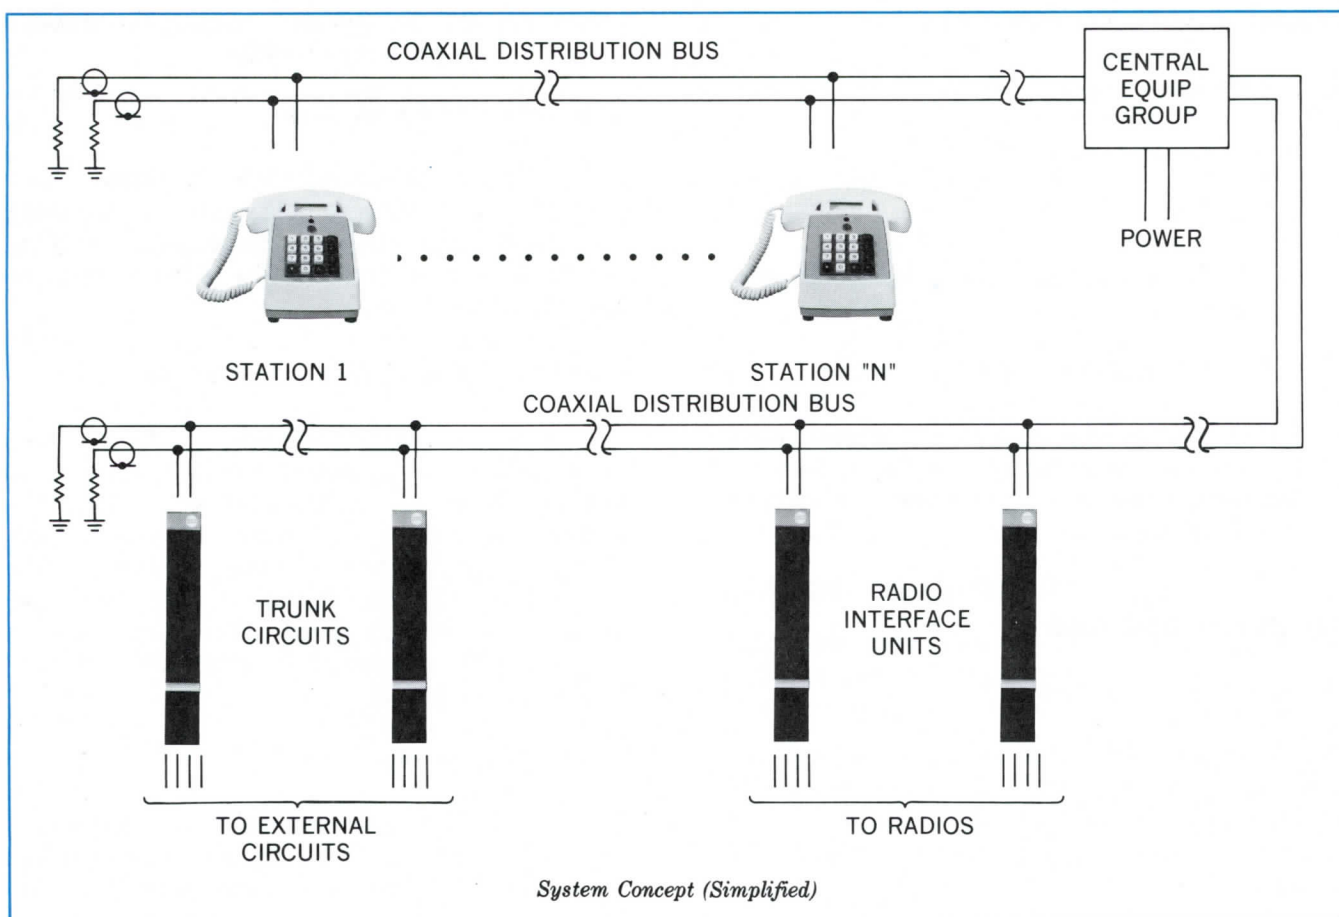 COAXIAL DISTRIBUTION BUS
CENTRAL
EQUIP
GROUP
POWER
STATION 1
STATION "N"
COAXIAL DISTRIBUTION BUS
TRUNK
CIRCUITS
RADIO
INTERFACE
UNITS
TO EXTERNAL
CIRCUITS
TO RADIOS
System Concept (Simplified)